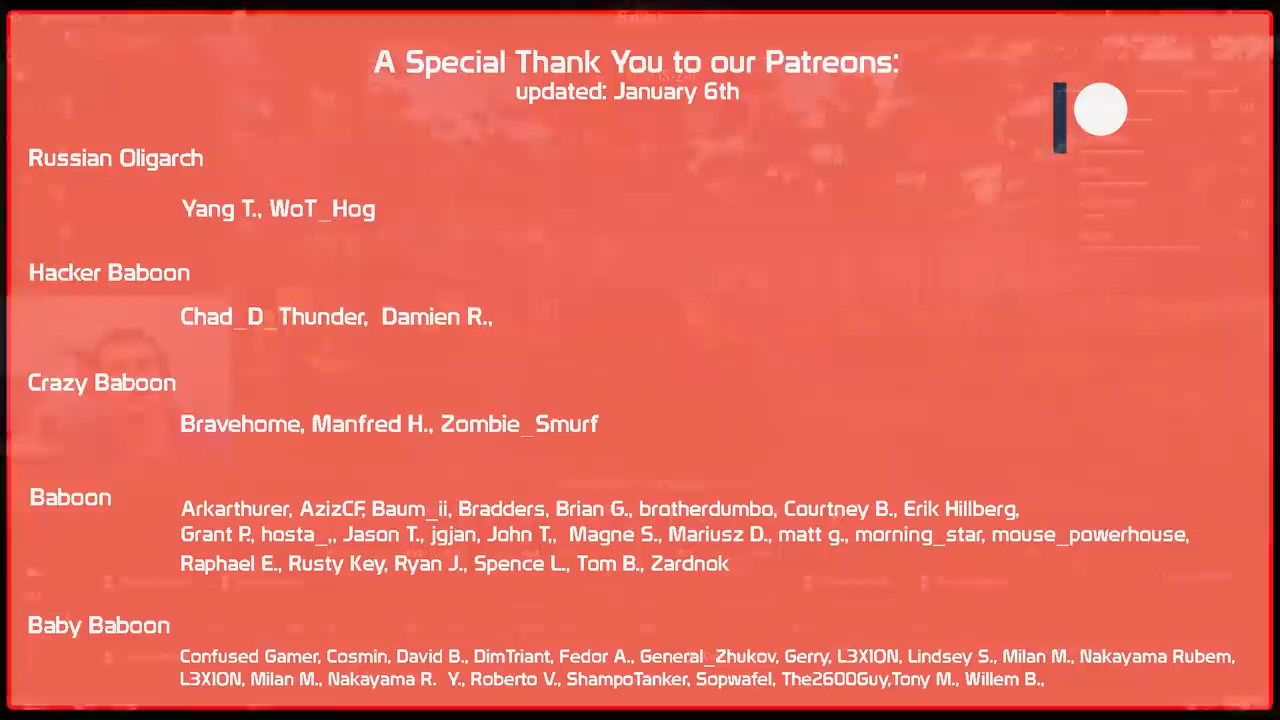 A Special Thank You to our Patreons:
updated: January 6th
Russian Oligarch
Yang T., WoT_Hog
Hacker Baboon
Chad_D_Thunder, Damien R.,
Crazy Baboon
Bravehome, Manfred H., Zombie_Smurf
Baboon
Arkarthurer, AzizCF, Baum_ii, Bradders, Brian G., brotherdumbo, Courtney B., Erik Hillberg,
Grant P., hosta_,, Jason T., jgjan, John T,, Magne S., Mariusz D., matt g., morning_star, mouse_powerhouse,
Raphael E., Rusty Key, Ryan J., Spence L., Tom B., Zardnok
Baby Baboon
Confused Gamer, Cosmin, David B., DimTriant, Fedor A., General_Zhukov, Gerry, L3X1ON, Lindsey S., Milan M., Nakayama Rubem,
L3X1ON, Milan M., Nakayama R. Y., Roberto V., ShampoTanker, Sopwafel, The2600Guy,Tony M., Willem B.,